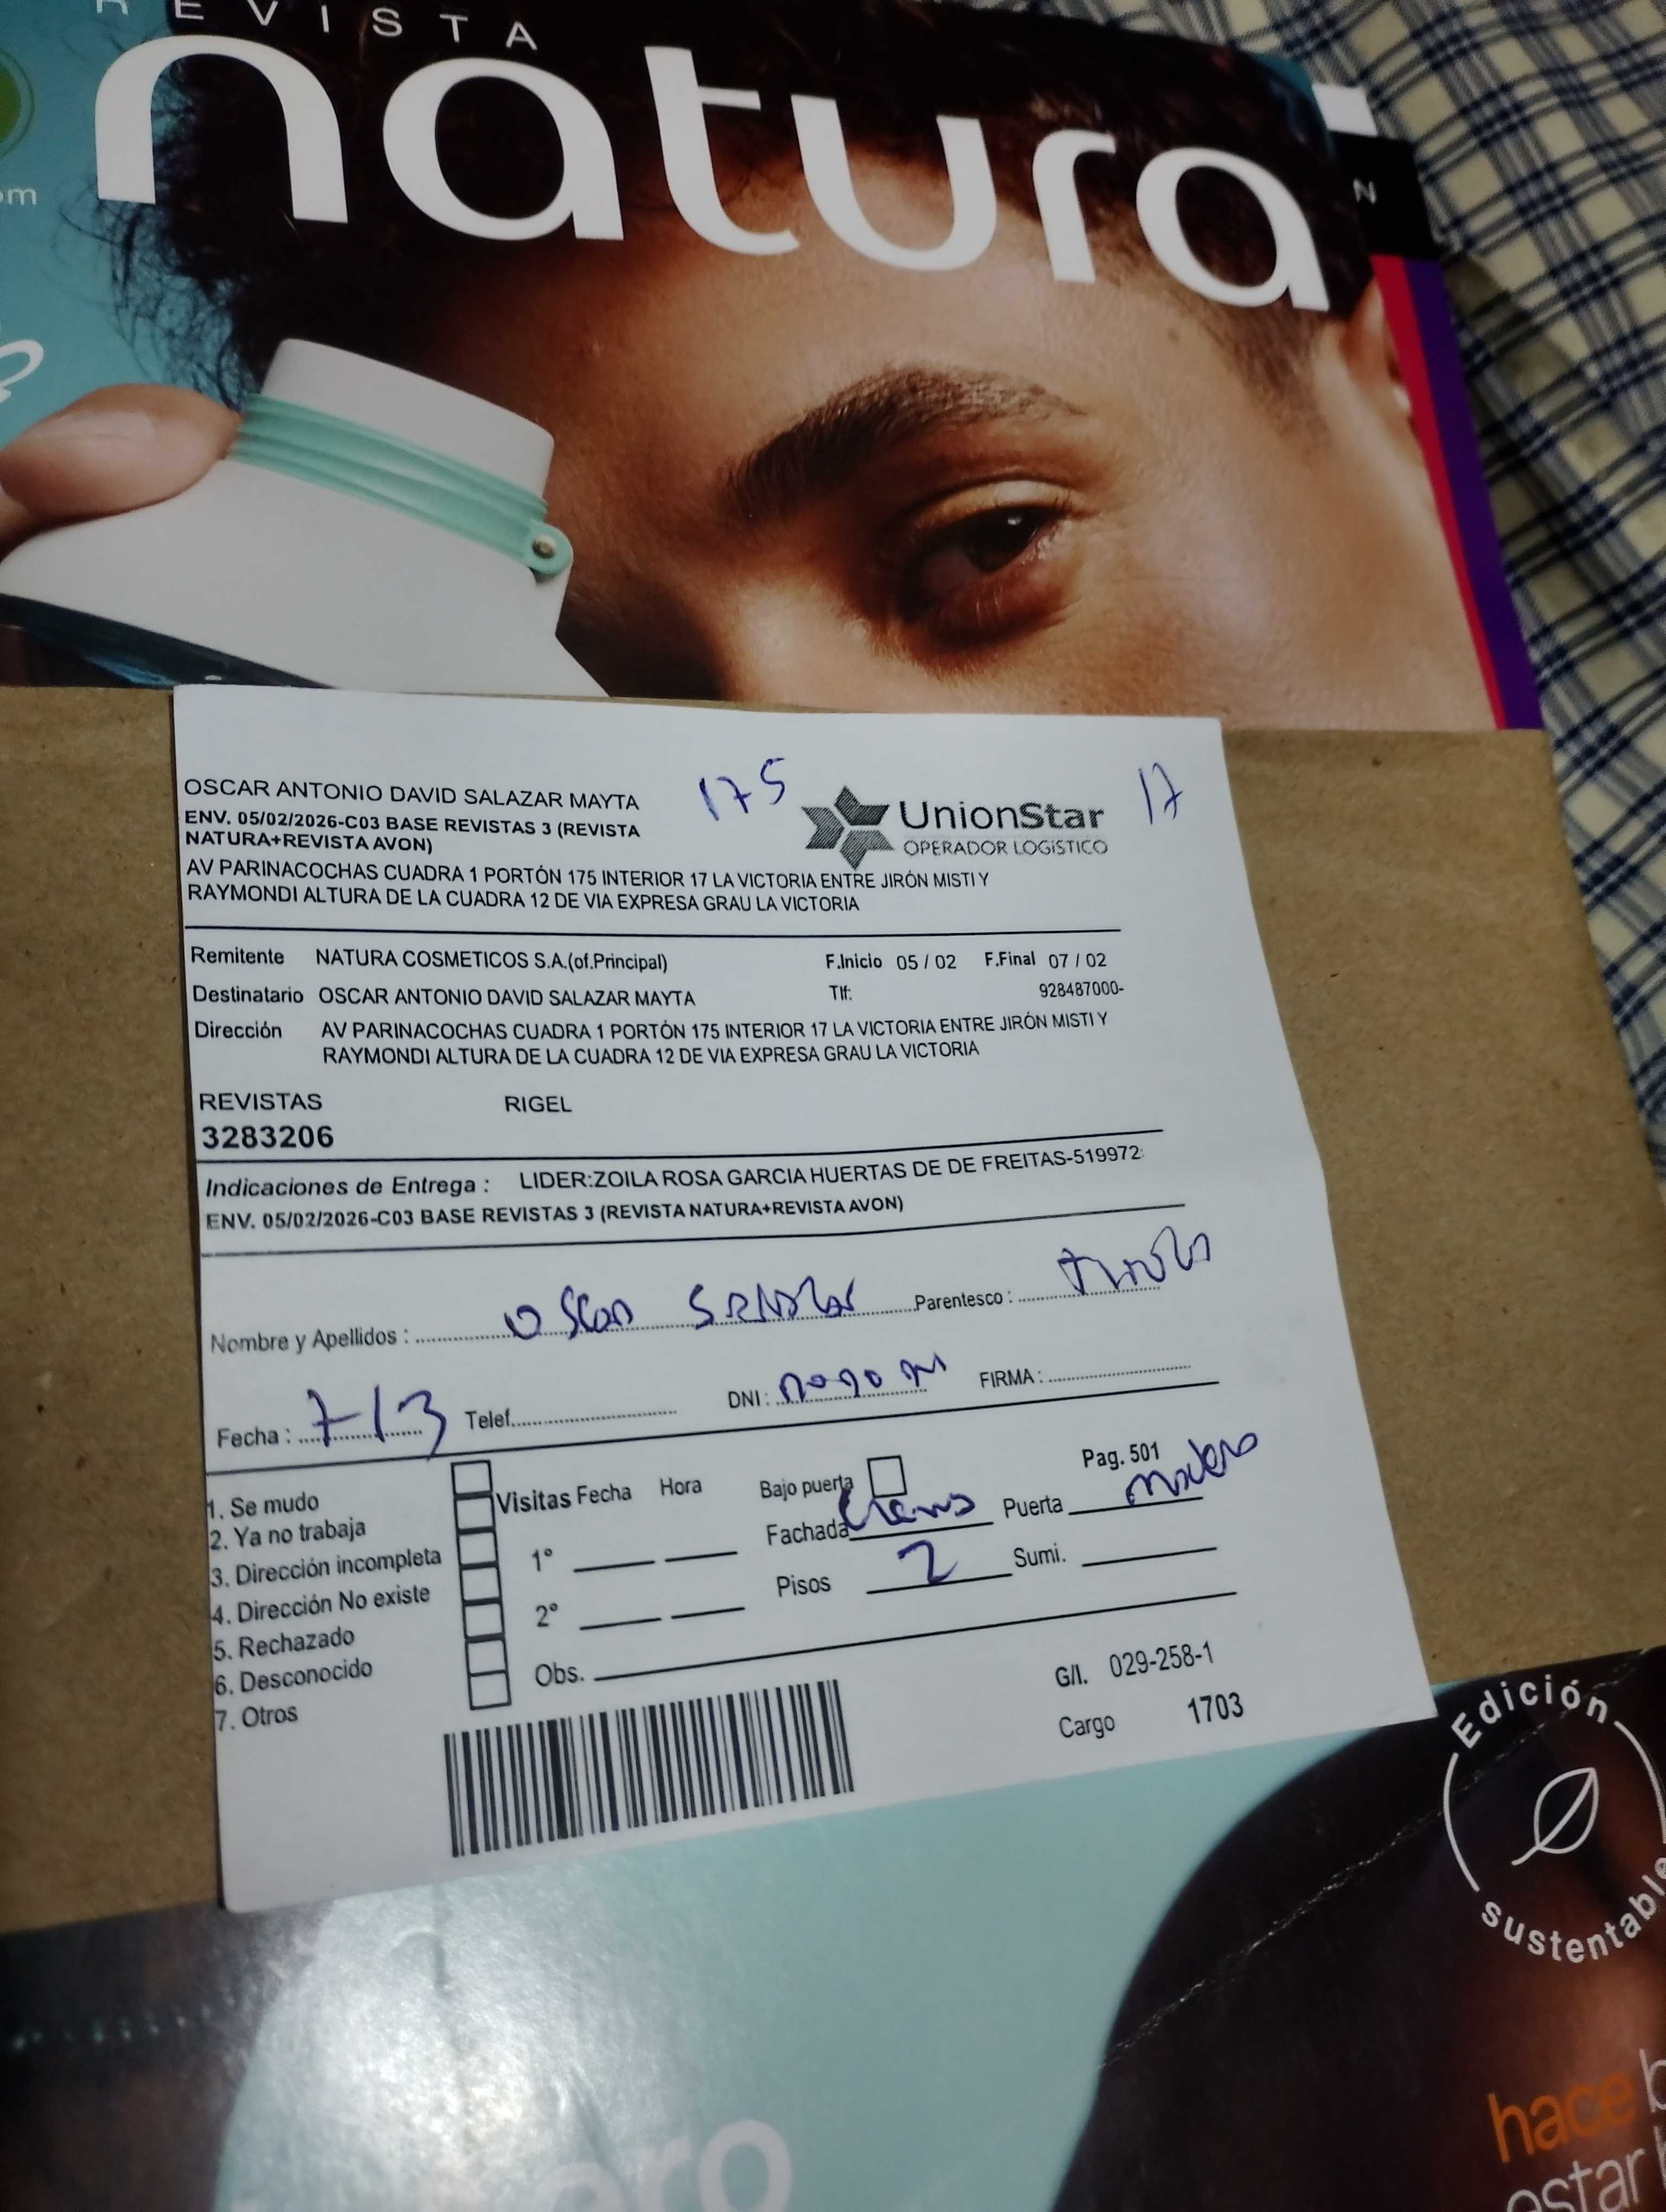 REVISTA
natura
om
N
OSCAR ANTONIO DAVID SALAZAR MAYTA
175
17
ENV. 05/02/2026-C03 BASE REVISTAS 3 (REVISTA
NATURA+REVISTA AVON)
UnionStar
OPERADOR LOGÍSTICO
AV PARINACOCHAS CUADRA 1 PORTÓN 175 INTERIOR 17 LA VICTORIA ENTRE JIRÓN MISTI Y
RAYMONDI ALTURA DE LA CUADRA 12 DE VIA EXPRESA GRAU LA VICTORIA
Remitente NATURA COSMETICOS S.A.(of.Principal) F.Inicio 05 / 02 F.Final 07 / 02
Destinatario OSCAR ANTONIO DAVID SALAZAR MAYTA Tlf: 928487000-
Dirección AV PARINACOCHAS CUADRA 1 PORTÓN 175 INTERIOR 17 LA VICTORIA ENTRE JIRÓN MISTI Y
RAYMONDI ALTURA DE LA CUADRA 12 DE VIA EXPRESA GRAU LA VICTORIA
REVISTAS RIGEL
3283206
Indicaciones de Entrega : LIDER:ZOILA ROSA GARCIA HUERTAS DE DE FREITAS-519972
ENV. 05/02/2026-C03 BASE REVISTAS 3 (REVISTA NATURA+REVISTA AVON)
Nombre y Apellidos : Oscar Salazar Parentesco :
Fecha : 7/3 Telef. DNI : FIRMA :
1. Se mudo
2. Ya no trabaja
3. Dirección incompleta
4. Dirección No existe
5. Rechazado
6. Desconocido
7. Otros
Visitas Fecha Hora
1°
2°
Obs.
Bajo puerta
Pag. 501
Fachada Puerta
Pisos 2 Sumi.
G/I. 029-258-1
Cargo 1703
Edición
sustentable
hace b
estar b